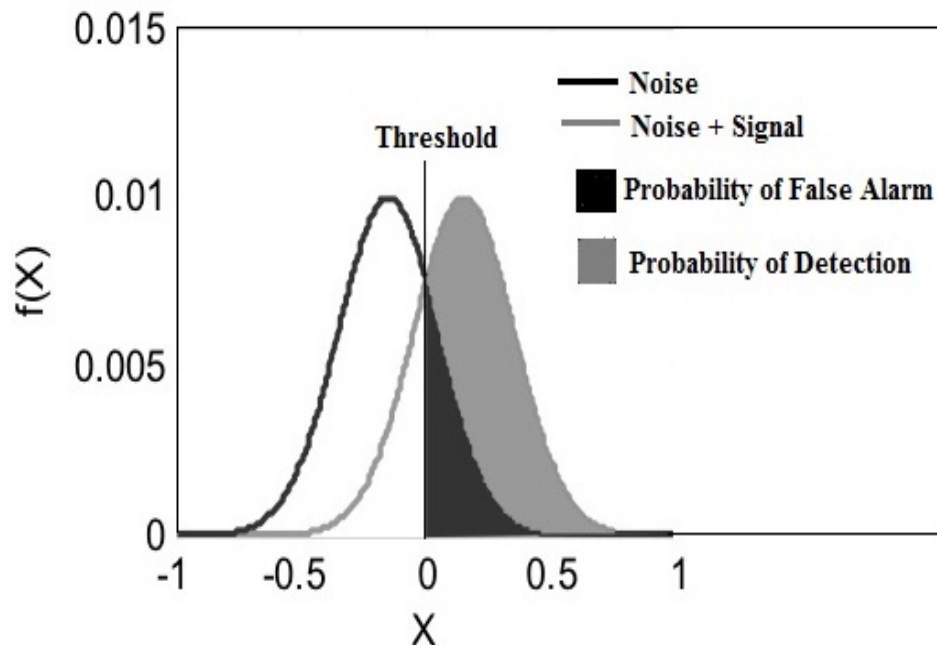 0.015
Noise
Noise + Signal
Threshold
Probability of False Alarm
0.01
Probability of Detection
f(X)
0.005
0
-1 -0.5 0 0.5 1
X